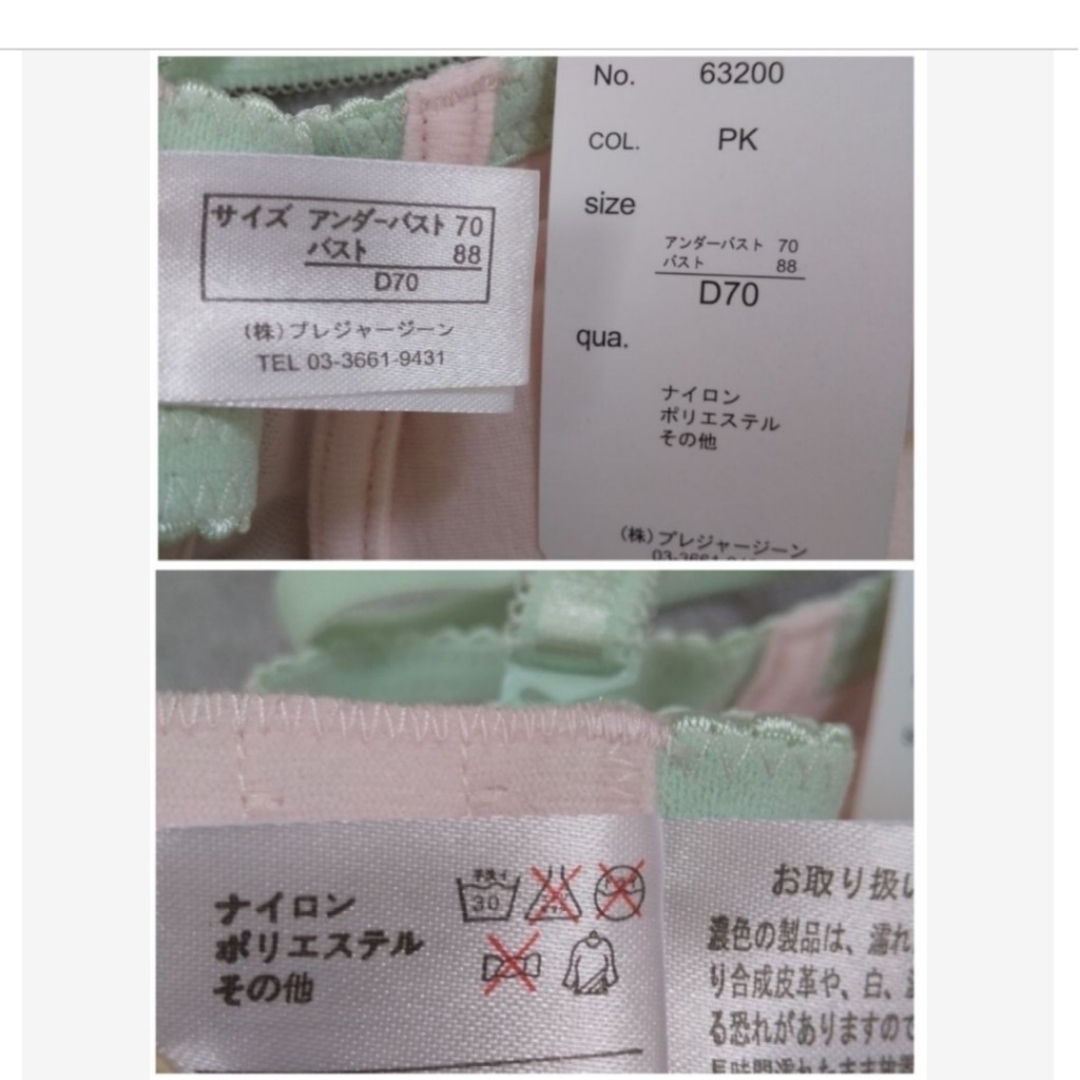 サイズ アンダーバスト 70
バスト 88
D70
(株)プレジャージーン
TEL 03-3661-9431
No. 63200
COL. PK
size
アンダーバスト 70
バスト 88
D70
qua.
ナイロン
ポリエステル
その他
(株)プレジャージーン
ナイロン
ポリエステル
その他
手洗イ
30
お取り扱い
濃色の製品は、濡れ
り合成皮革や、白、
る恐れがありますので